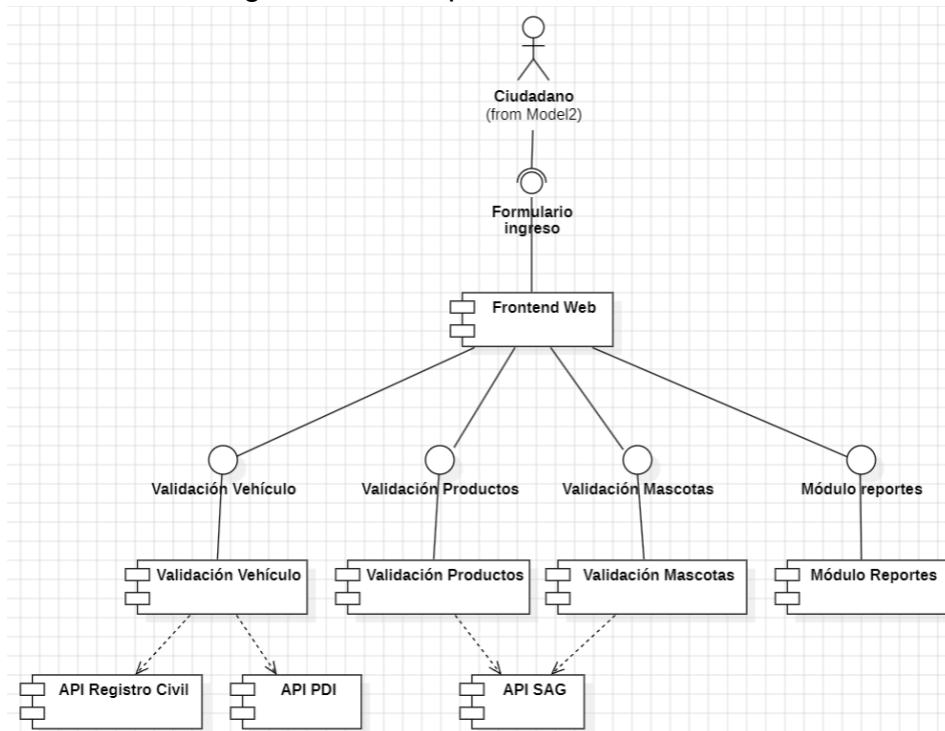 Ciudadano
(from Model2)
Formulario
ingreso
Frontend Web
Validación Vehículo
Validación Productos
Validación Mascotas
Módulo reportes
Validación Vehículo
Validación Productos
Validación Mascotas
Módulo Reportes
API Registro Civil
API PDI
API SAG